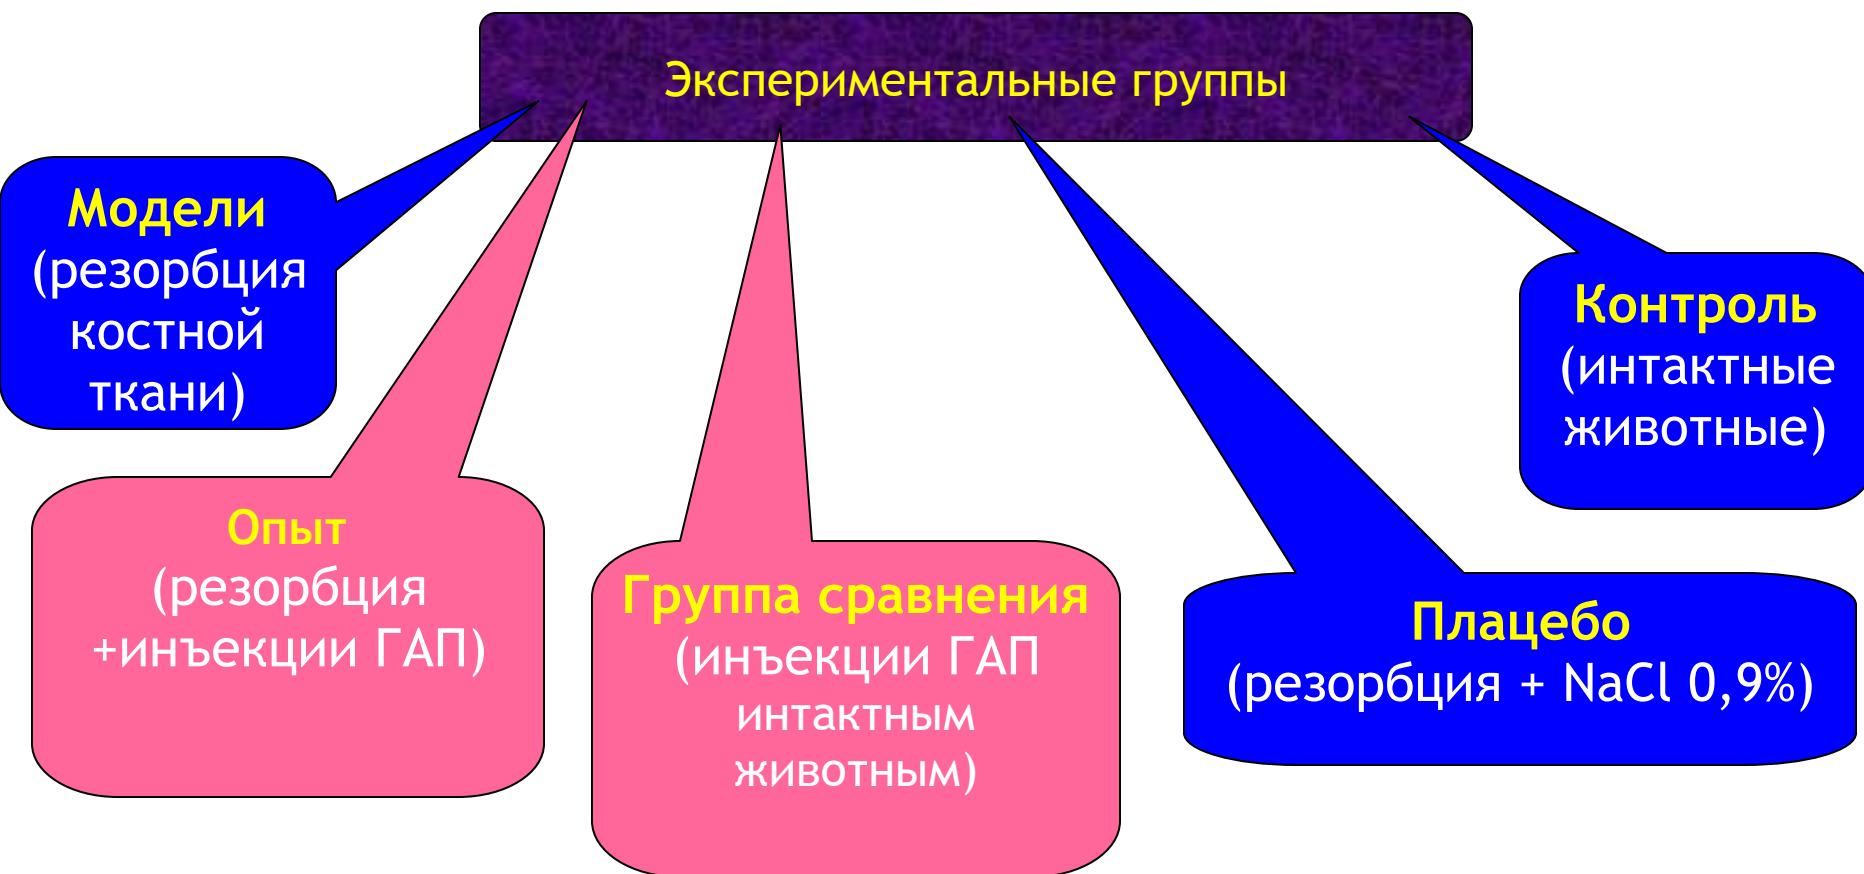 Экспериментальные группы
Модели
(резорбция
костной
ткани)
Опыт
(резорбция
+инъекции ГАП)
Группа сравнения
(инъекции ГАП
интактным
животным)
Плацебо
(резорбция + NaCl 0,9%)
Контроль
(интактные
животные)